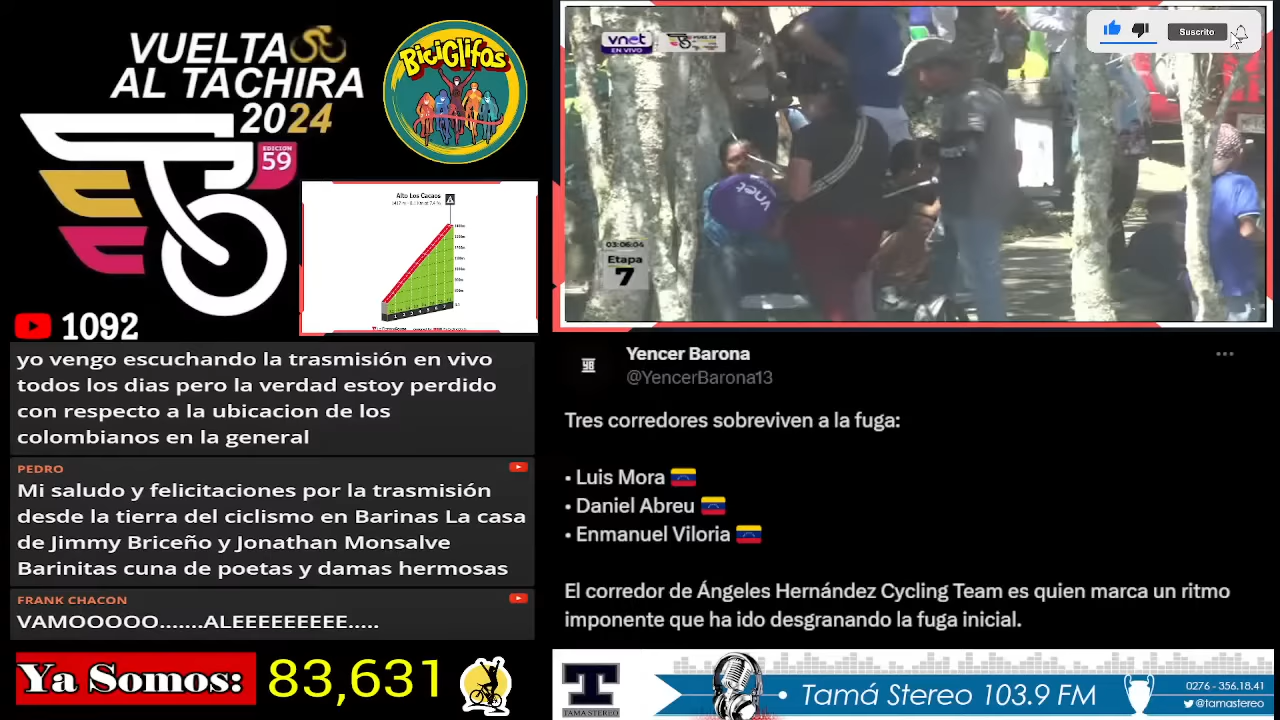 VUELTA
AL TACHIRA
2024
EDICION
59
BiciGlifos
Alto Los Cacaos
1092
yo vengo escuchando la trasmisión en vivo
todos los dias pero la verdad estoy perdido
con respecto a la ubicacion de los
colombianos en la general
PEDRO
Mi saludo y felicitaciones por la trasmisión
desde la tierra del ciclismo en Barinas La casa
de JImmy Briceño y Jonathan Monsalve
Barinitas cuna de poetas y damas hermosas
FRANK CHACON
VAMOOOOO.......ALEEEEEEEEE.....
Ya Somos: 83,631
vnet
EN VIVO
Suscrito
vnet
03:06:04
Etapa
7
Yencer Barona
@YencerBarona13
Tres corredores sobreviven a la fuga:
• Luis Mora
• Daniel Abreu
• Enmanuel Viloria
El corredor de Ángeles Hernández Cycling Team es quien marca un ritmo
imponente que ha ido desgranando la fuga inicial.
T
TAMA STEREO
Tamá Stereo 103.9 FM
0276 - 356.18.41
@tamastereo